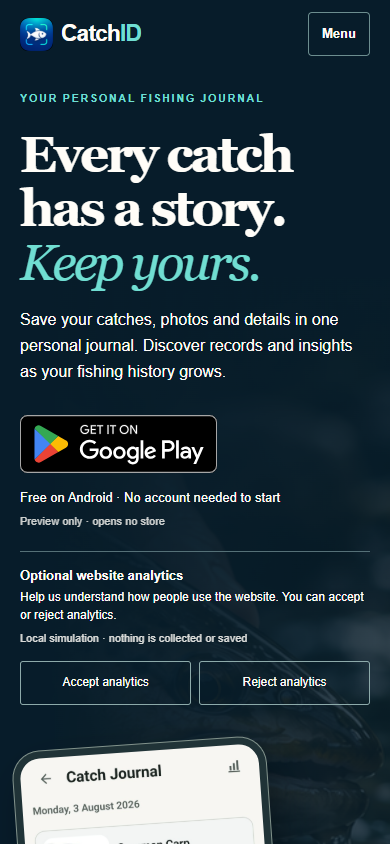 CatchID
Menu
YOUR PERSONAL FISHING JOURNAL
Every catch
has a story.
Keep yours.
Save your catches, photos and details in one
personal journal. Discover records and insights
as your fishing history grows.
GET IT ON
Google Play
Free on Android · No account needed to start
Preview only · opens no store
Optional website analytics
Help us understand how people use the website. You can accept
or reject analytics.
Local simulation · nothing is collected or saved
Accept analytics
Reject analytics
Catch Journal
Monday, 3 August 2026
Common Carp